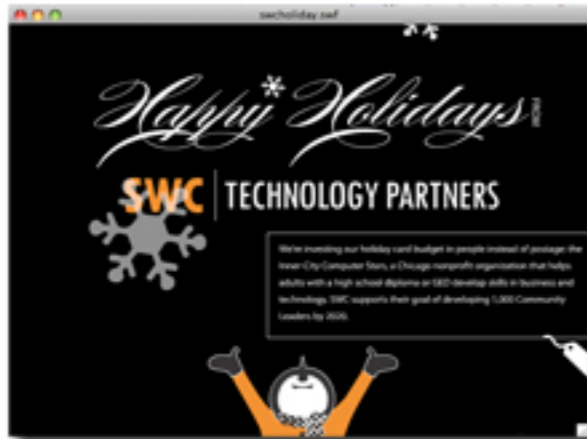 swcholiday.swf
Happy Holidays
FROM
SWC | TECHNOLOGY PARTNERS
We're investing our holiday card budget in people instead of postage: the
Inner-City Computer Stars, a Chicago nonprofit organization that helps
adults with a high school diploma or GED develop skills in business and
technology. SWC supports their goal of developing 1,000 Community
Leaders by 2020.